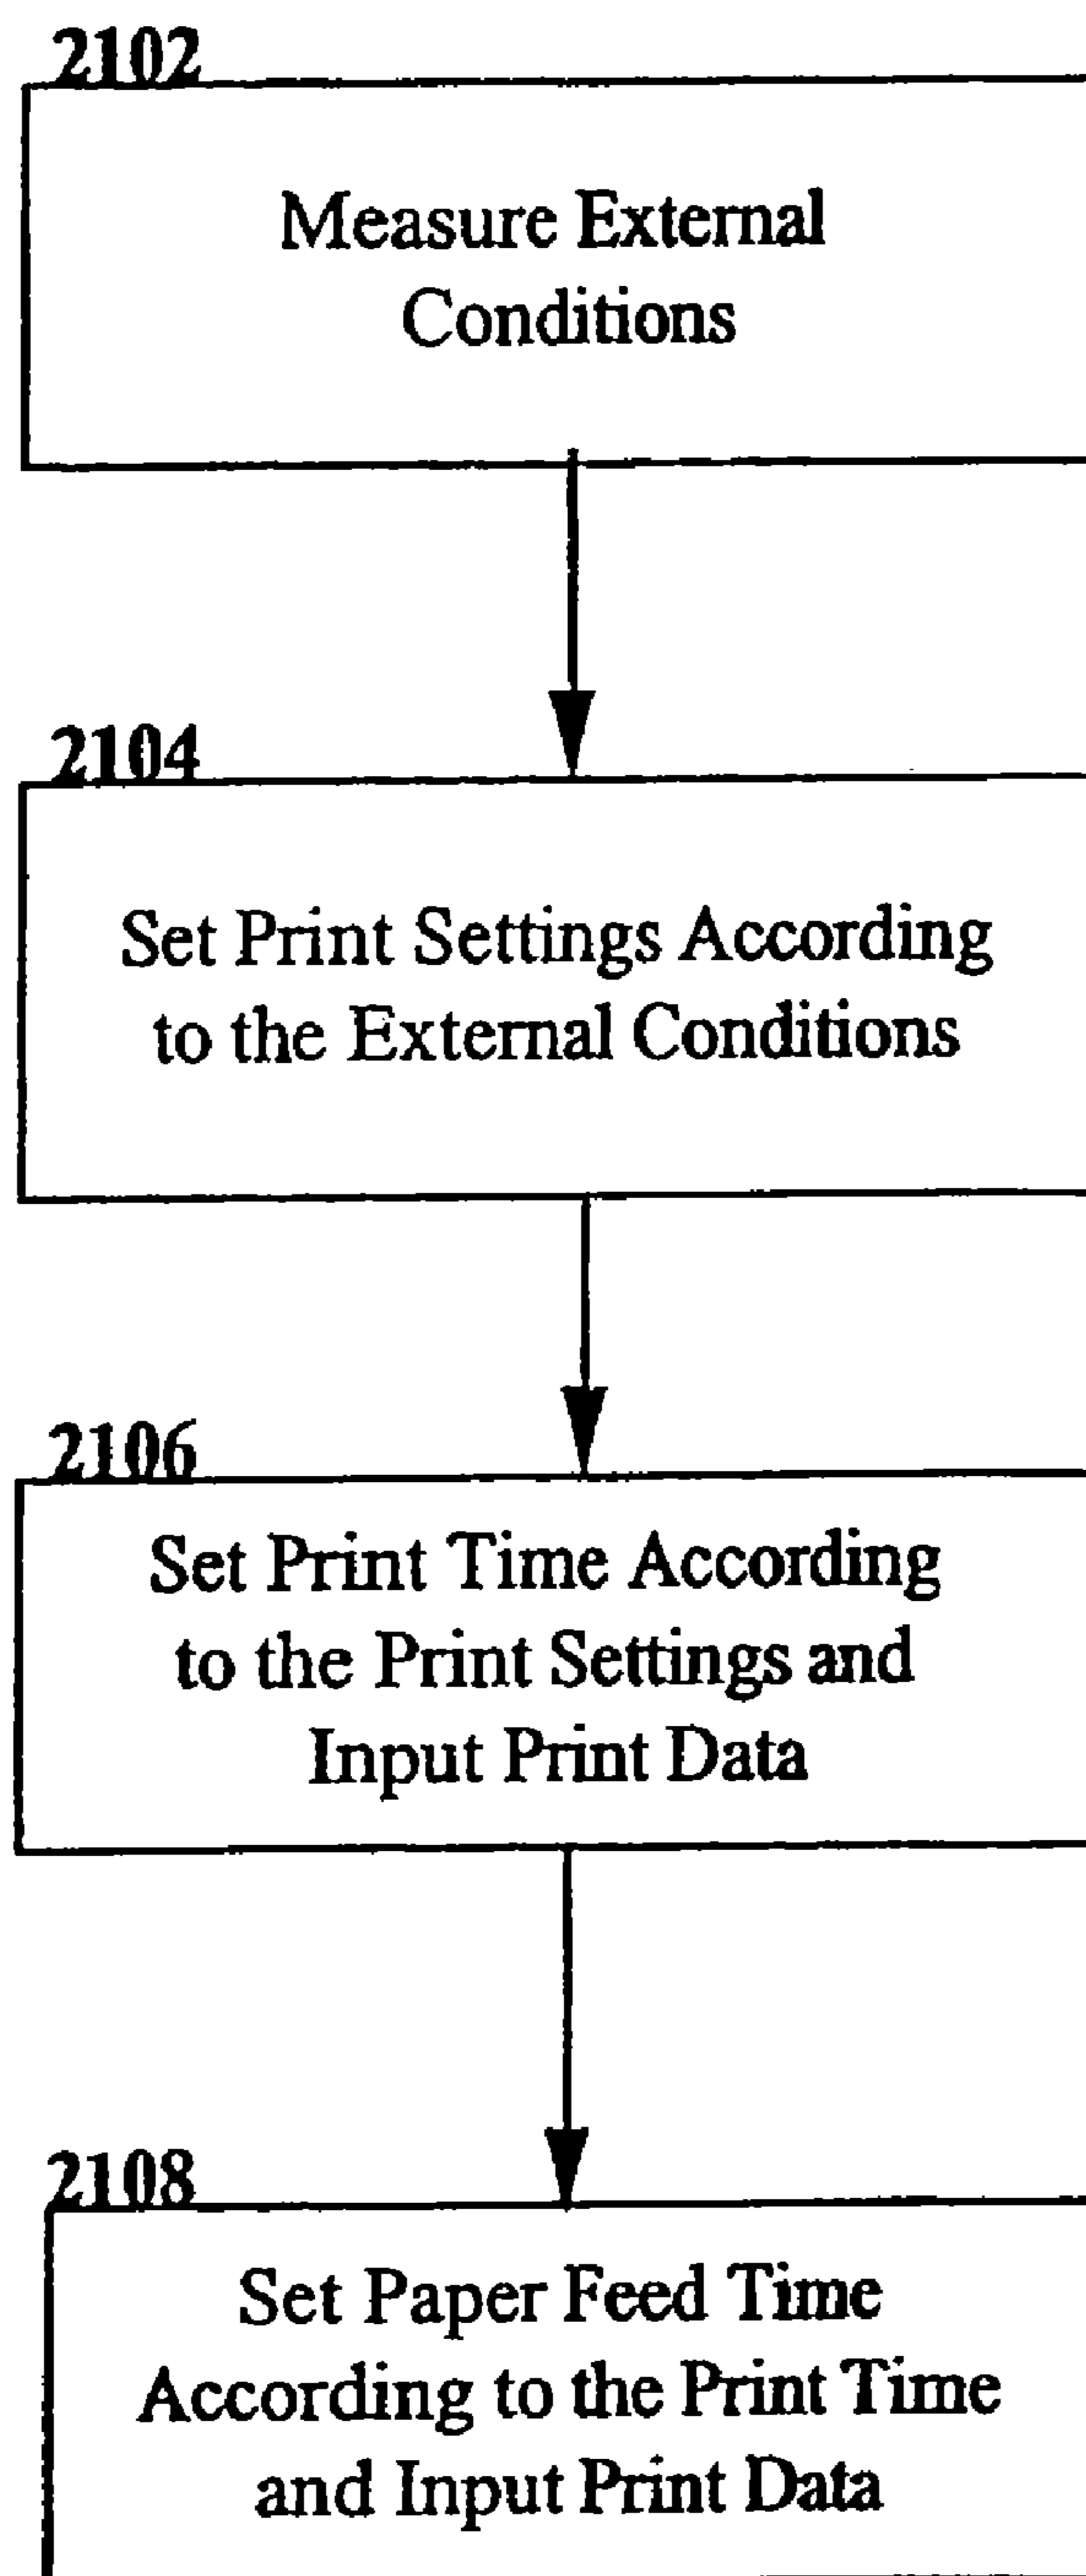 2102
Measure External
Conditions
2104
Set Print Settings According
to the External Conditions
2106
Set Print Time According
to the Print Settings and
Input Print Data
2108
Set Paper Feed Time
According to the Print Time
and Input Print Data